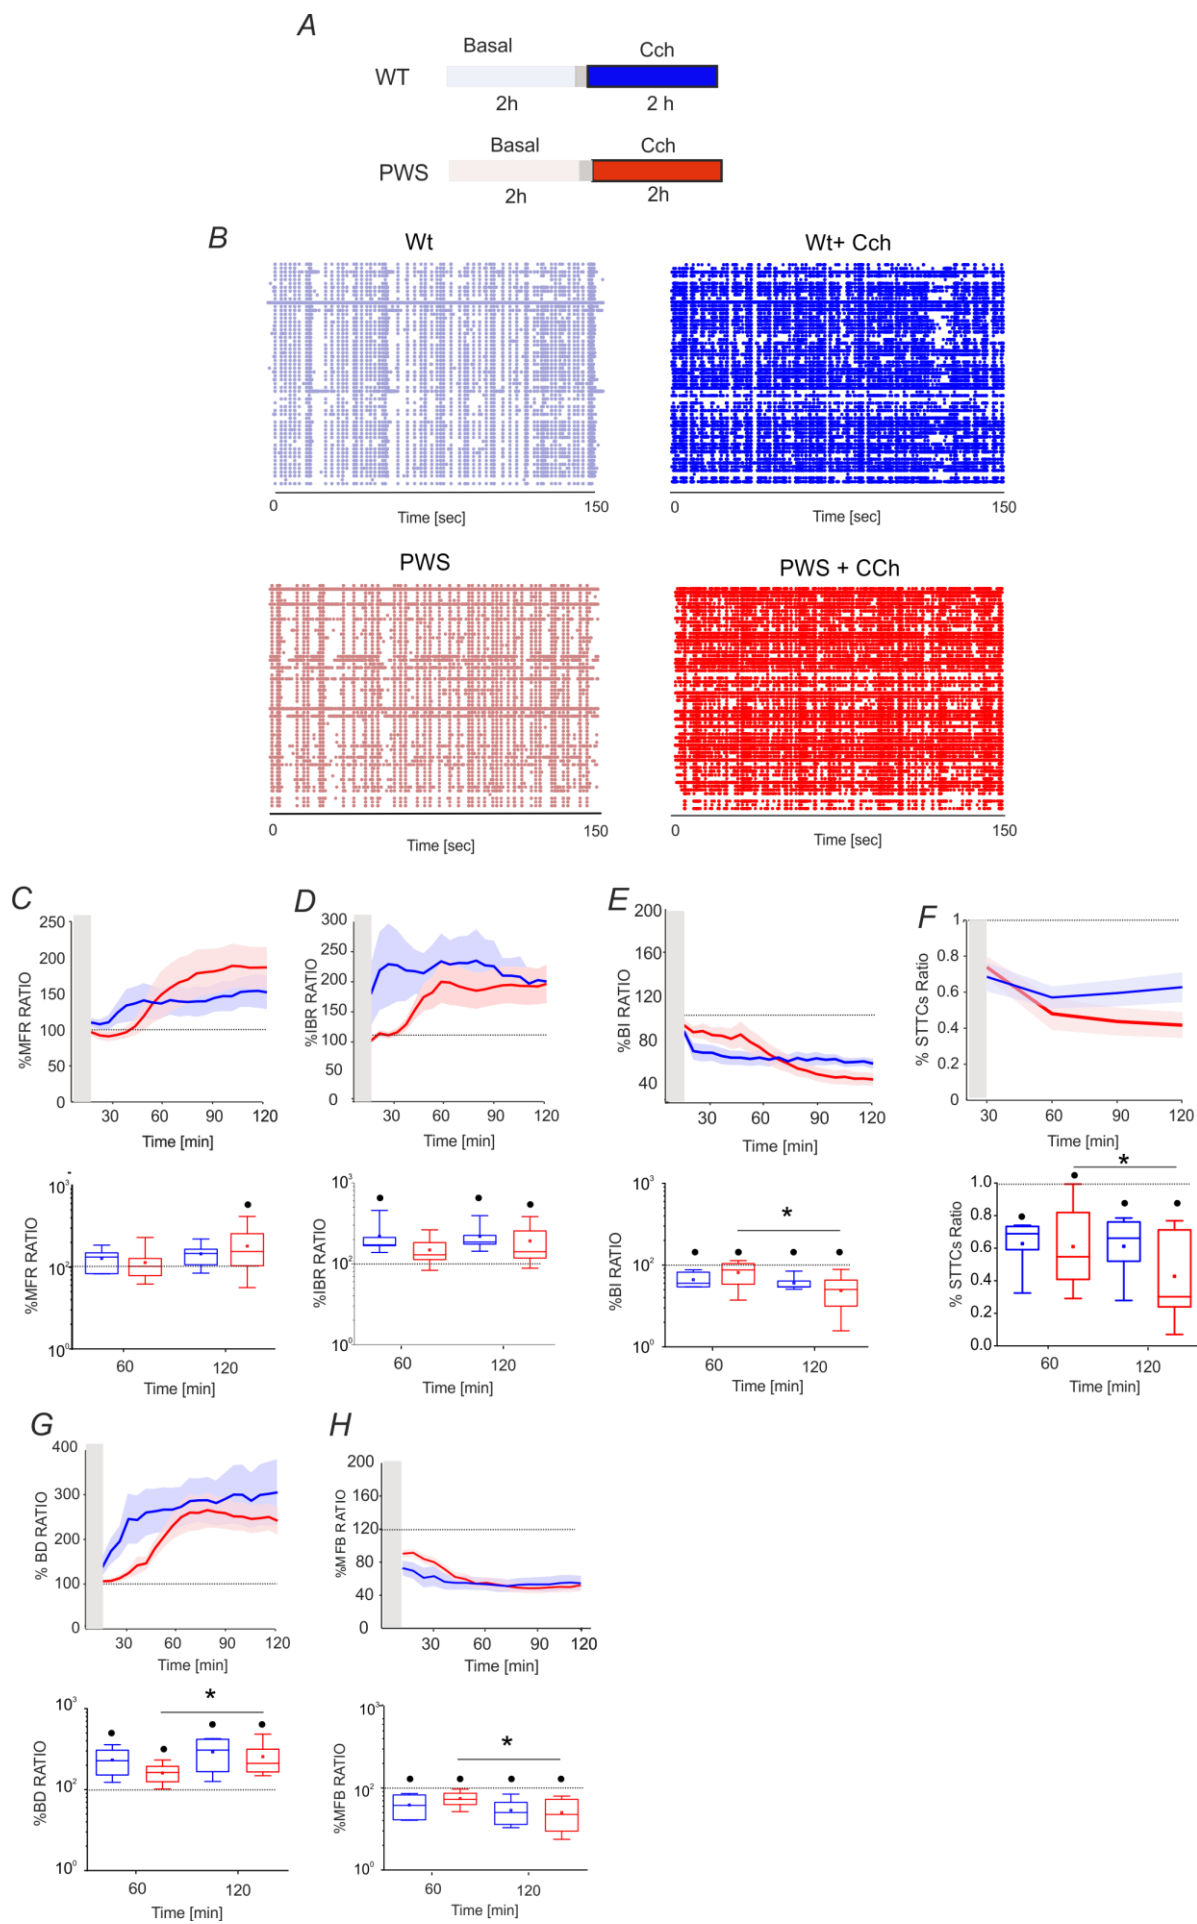 A
Basal Cch
WT
2h 2 h
Basal Cch
PWS
2h 2h
B
Wt Wt+ Cch
0 150 0 150
Time [sec] Time [sec]
PWS PWS + CCh
0 150 0 150
Time [sec] Time [sec]
C D E F
%MFR RATIO
250
200
150
100
50
0
30 60 90 120
Time [min]
%IBR RATIO
300
250
200
150
100
50
0
30 60 90 120
Time [min]
%BI RATIO
200
160
120
80
40
30 60 90 120
Time [min]
% STTCs Ratio
1
0.8
0.6
0.4
0.2
0
30 60 90 120
Time [min]
%MFR RATIO
10³
10²
10⁰
60 120
Time [min]
%IBR RATIO
10³
10²
10⁰
60 120
Time [min]
%BI RATIO
10³
10²
10⁰
*
60 120
Time [min]
% STTCs Ratio
1.0
0.8
0.6
0.4
0.2
0.0
*
60 120
Time [min]
G H
% BD RATIO
400
300
200
100
0
30 60 90 120
Time [min]
%MFB RATIO
200
160
120
80
40
0
30 60 90 120
Time [min]
%BD RATIO
10³
10²
10⁰
*
60 120
Time [min]
%MFB RATIO
10³
10²
10⁰
*
60 120
Time [min]